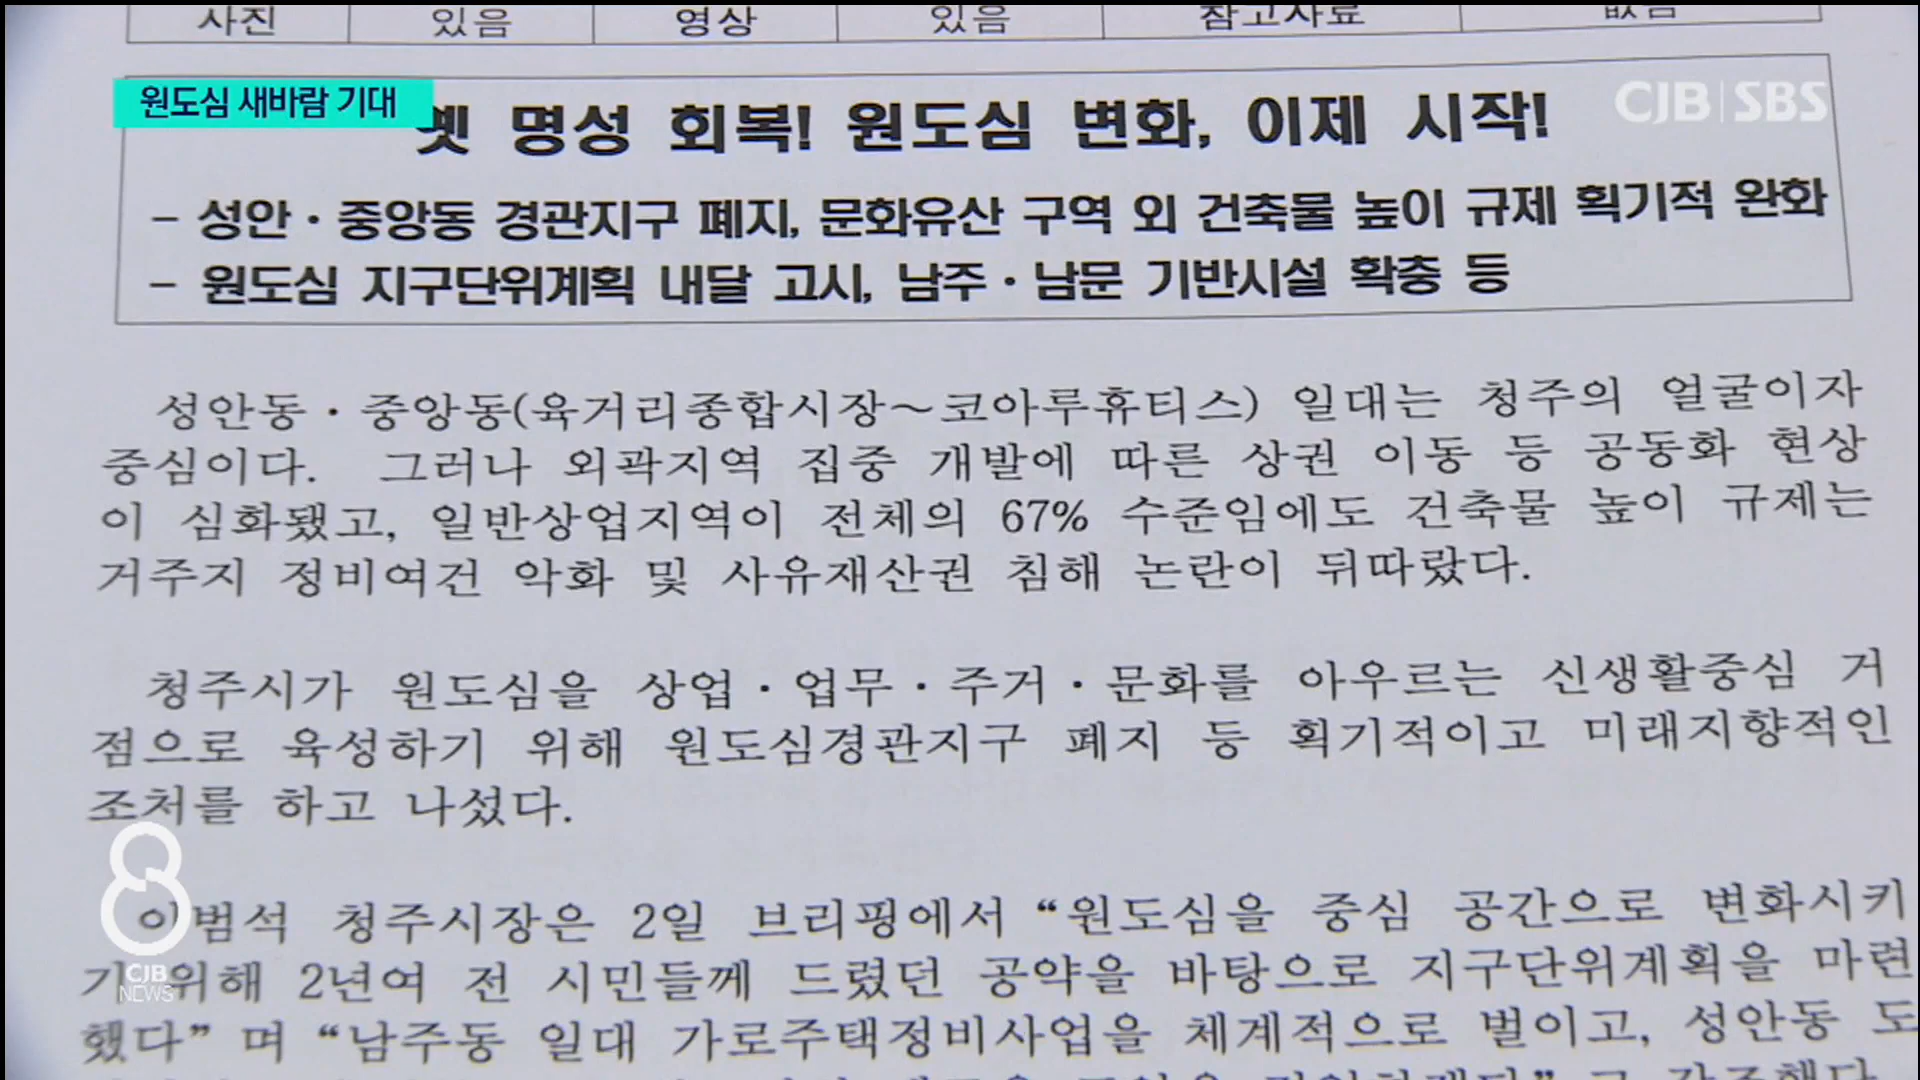 사진 있음 영상 있음 참고자료 없음
원도심 새바람 기대
CJB SBS
옛 명성 회복! 원도심 변화, 이제 시작!
- 성안·중앙동 경관지구 폐지, 문화유산 구역 외 건축물 높이 규제 획기적 완화
- 원도심 지구단위계획 내달 고시, 남주·남문 기반시설 확충 등
성안동·중앙동(육거리종합시장~코아루휴티스) 일대는 청주의 얼굴이자
중심이다. 그러나 외곽지역 집중 개발에 따른 상권 이동 등 공동화 현상
이 심화됐고, 일반상업지역이 전체의 67% 수준임에도 건축물 높이 규제는
거주지 정비여건 악화 및 사유재산권 침해 논란이 뒤따랐다.
청주시가 원도심을 상업·업무·주거·문화를 아우르는 신생활중심 거
점으로 육성하기 위해 원도심경관지구 폐지 등 획기적이고 미래지향적인
조처를 하고 나섰다.
이범석 청주시장은 2일 브리핑에서 “원도심을 중심 공간으로 변화시키
기 위해 2년여 전 시민들께 드렸던 공약을 바탕으로 지구단위계획을 마련
했다” 며 “남주동 일대 가로주택정비사업을 체계적으로 벌이고, 성안동 도
8
CJB
NEWS